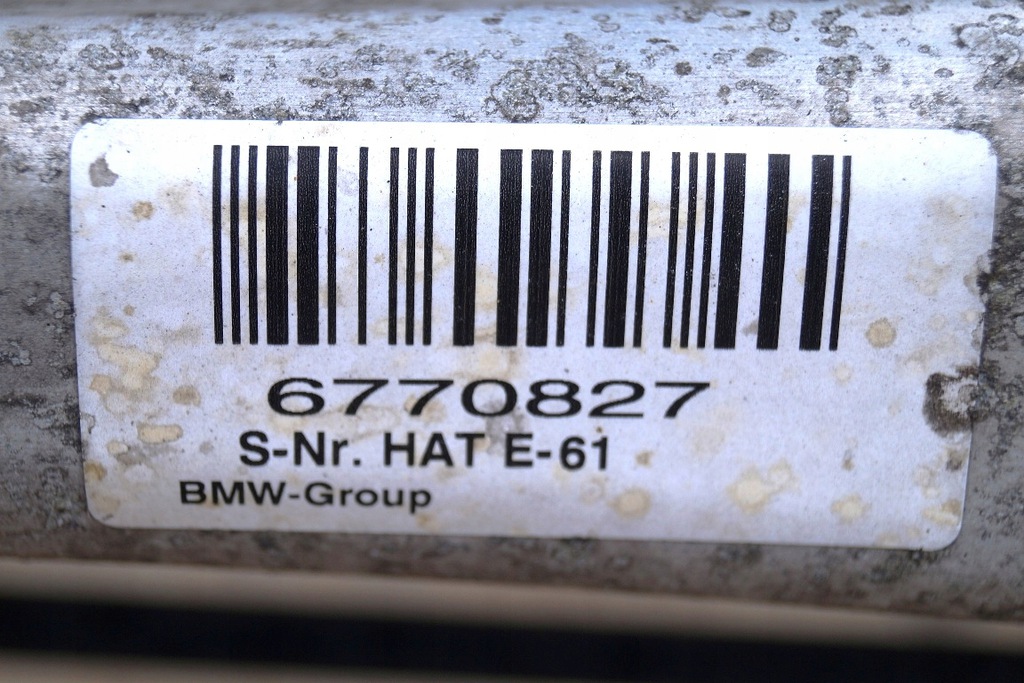 6770827
S-Nr. HAT E-61
BMW-Group